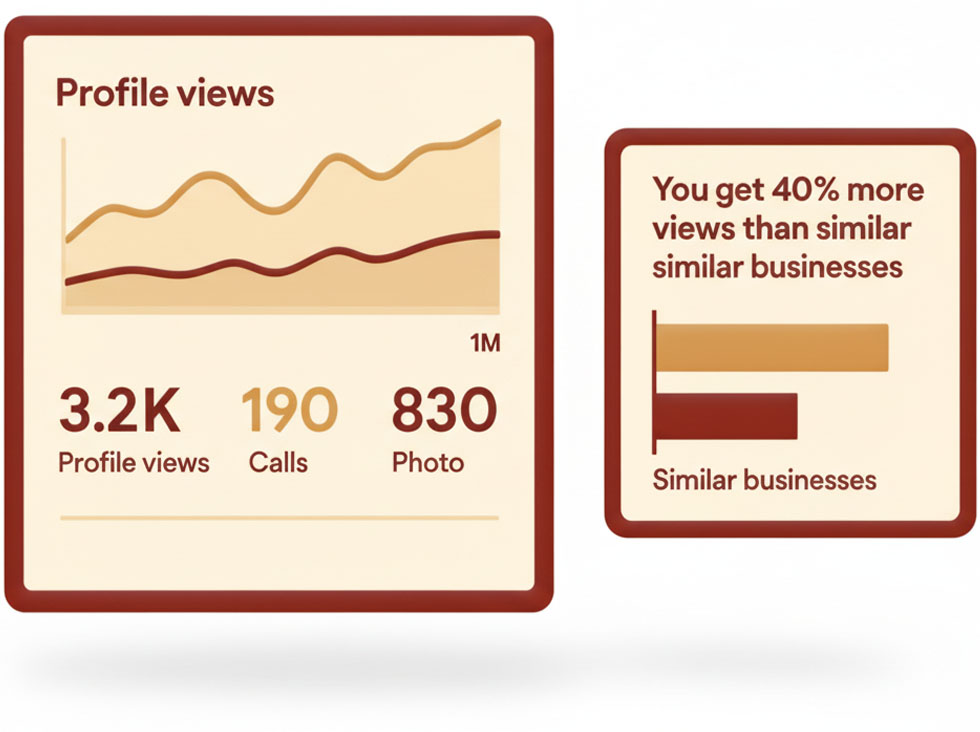 Profile views
1M
3.2K 190 830
Profile views Calls Photo
You get 40% more
views than similar
similar businesses
Similar businesses